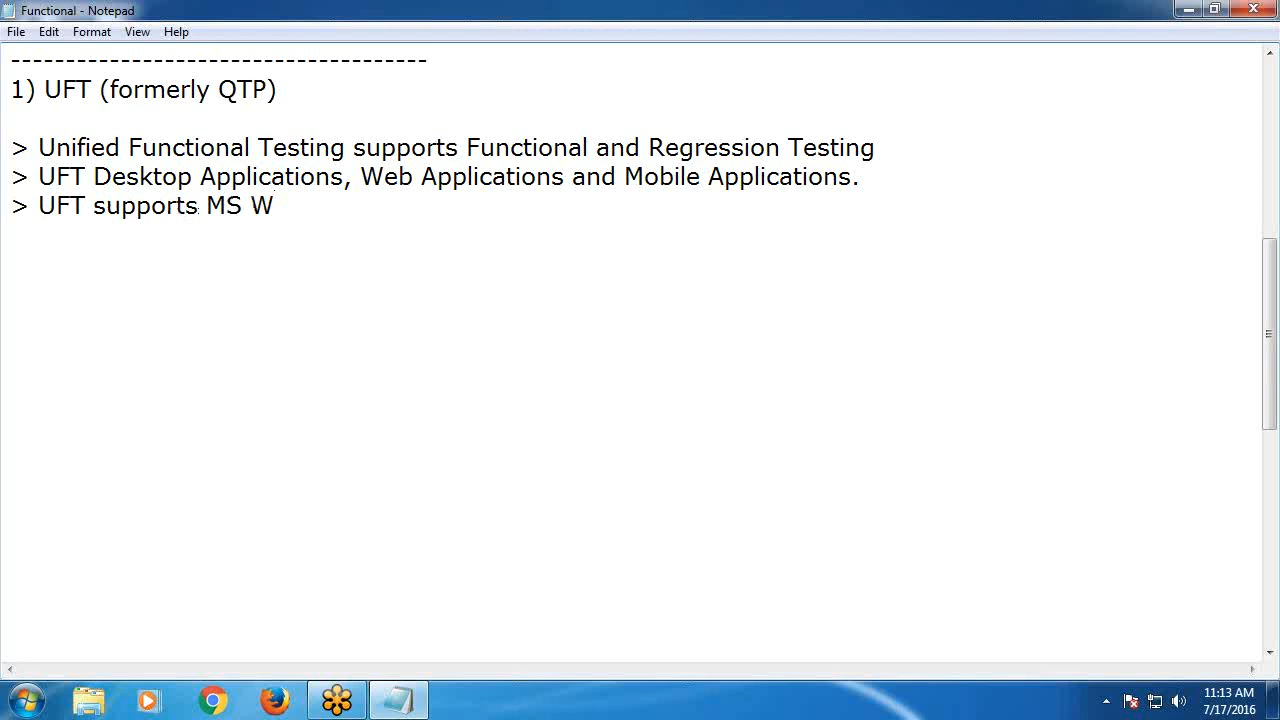 Functional - Notepad
File Edit Format View Help
--------------------------------------
1) UFT (formerly QTP)
> Unified Functional Testing supports Functional and Regression Testing
> UFT Desktop Applications, Web Applications and Mobile Applications.
> UFT supports MS W
11:13 AM
7/17/2016